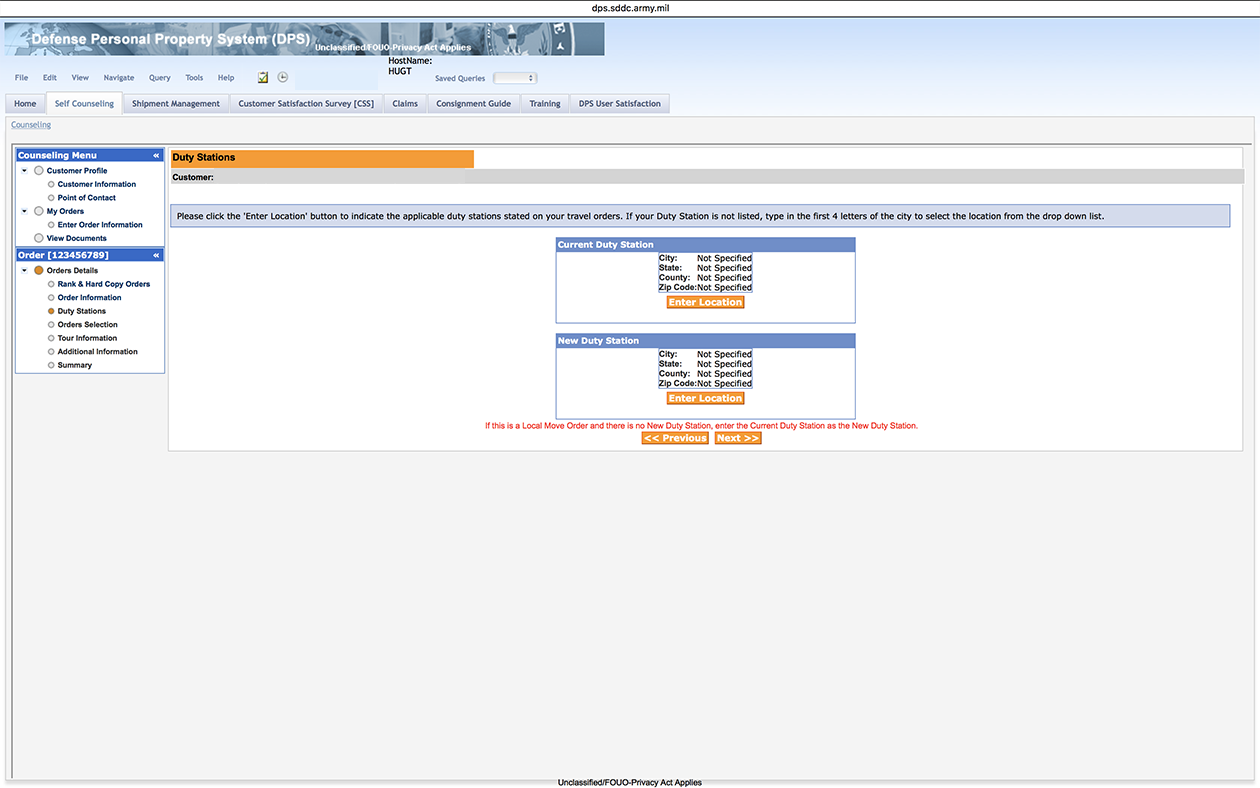 dps.sddc.army.mil
Defense Personal Property System (DPS) Unclassified/FOUO-Privacy Act Applies
HostName:
HUGT
File Edit View Navigate Query Tools Help Saved Queries
Home Self Counseling Shipment Management Customer Satisfaction Survey [CSS] Claims Consignment Guide Training DPS User Satisfaction
Counseling
Counseling Menu «
Customer Profile
Customer Information
Point of Contact
My Orders
Enter Order Information
View Documents
Order [123456789] «
Orders Details
Rank & Hard Copy Orders
Order Information
Duty Stations
Orders Selection
Tour Information
Additional Information
Summary
Duty Stations
Customer:
Please click the 'Enter Location' button to indicate the applicable duty stations stated on your travel orders. If your Duty Station is not listed, type in the first 4 letters of the city to select the location from the drop down list.
Current Duty Station
City: Not Specified
State: Not Specified
County: Not Specified
Zip Code: Not Specified
Enter Location
New Duty Station
City: Not Specified
State: Not Specified
County: Not Specified
Zip Code: Not Specified
Enter Location
If this is a Local Move Order and there is no New Duty Station, enter the Current Duty Station as the New Duty Station.
<< Previous Next >>
Unclassified/FOUO-Privacy Act Applies